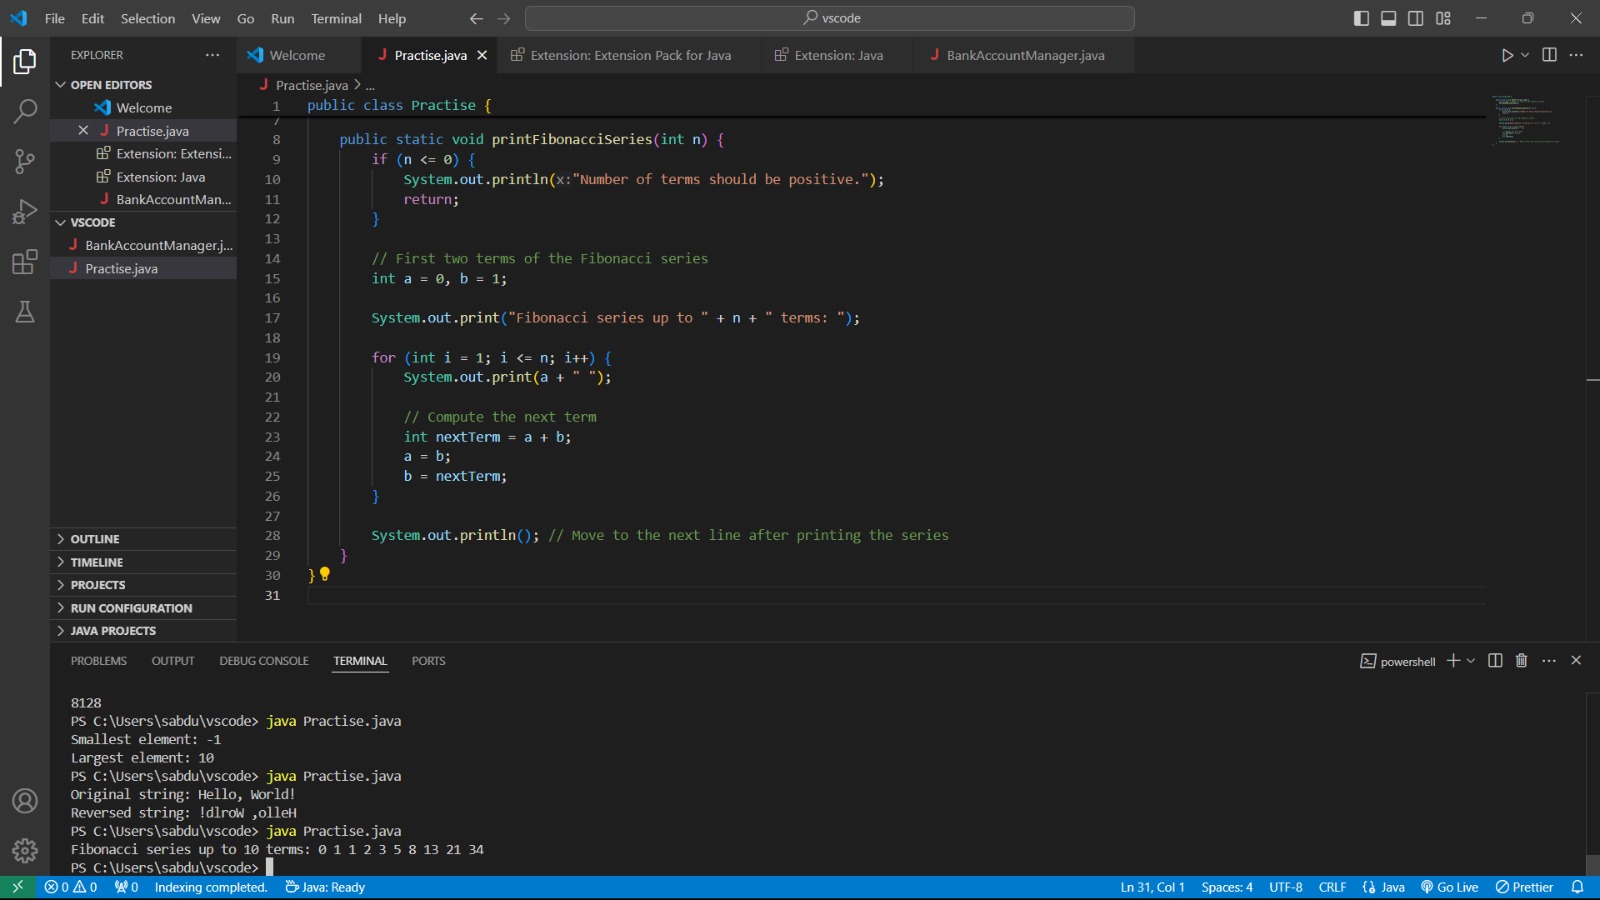 File Edit Selection View Go Run Terminal Help
vscode
EXPLORER
OPEN EDITORS
Welcome
Practise.java
Extension: Extensi...
Extension: Java
BankAccountMan...
VSCODE
BankAccountManager.j...
Practise.java
OUTLINE
TIMELINE
PROJECTS
RUN CONFIGURATION
JAVA PROJECTS
Welcome Practise.java Extension: Extension Pack for Java Extension: Java BankAccountManager.java
Practise.java > ...
1 public class Practise {
7
8 public static void printFibonacciSeries(int n) {
9 if (n <= 0) {
10 System.out.println(x:"Number of terms should be positive.");
11 return;
12 }
13
14 // First two terms of the Fibonacci series
15 int a = 0, b = 1;
16
17 System.out.print("Fibonacci series up to " + n + " terms: ");
18
19 for (int i = 1; i <= n; i++) {
20 System.out.print(a + " ");
21
22 // Compute the next term
23 int nextTerm = a + b;
24 a = b;
25 b = nextTerm;
26 }
27
28 System.out.println(); // Move to the next line after printing the series
29 }
30 }
31
PROBLEMS OUTPUT DEBUG CONSOLE TERMINAL PORTS
powershell
8128
PS C:\Users\sabdu\vscode> java Practise.java
Smallest element: -1
Largest element: 10
PS C:\Users\sabdu\vscode> java Practise.java
Original string: Hello, World!
Reversed string: !dlroW ,olleH
PS C:\Users\sabdu\vscode> java Practise.java
Fibonacci series up to 10 terms: 0 1 1 2 3 5 8 13 21 34
PS C:\Users\sabdu\vscode>
0 0 0 Indexing completed. Java: Ready
Ln 31, Col 1 Spaces: 4 UTF-8 CRLF Java Go Live Prettier